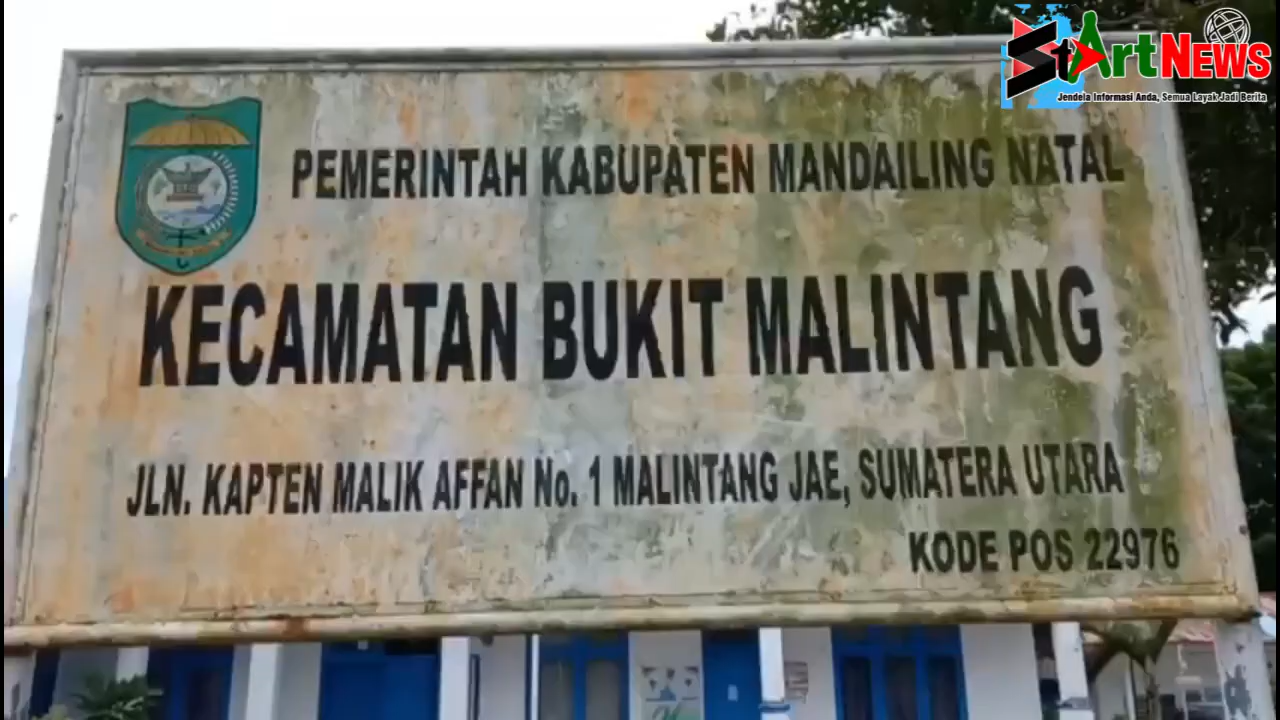 StArtNEWS
Jendela Informasi Anda, Semua Layak Jadi Berita
PEMERINTAH KABUPATEN MANDAILING NATAL
KECAMATAN BUKIT MALINTANG
JLN. KAPTEN MALIK AFFAN No. 1 MALINTANG JAE, SUMATERA UTARA
KODE POS 22976